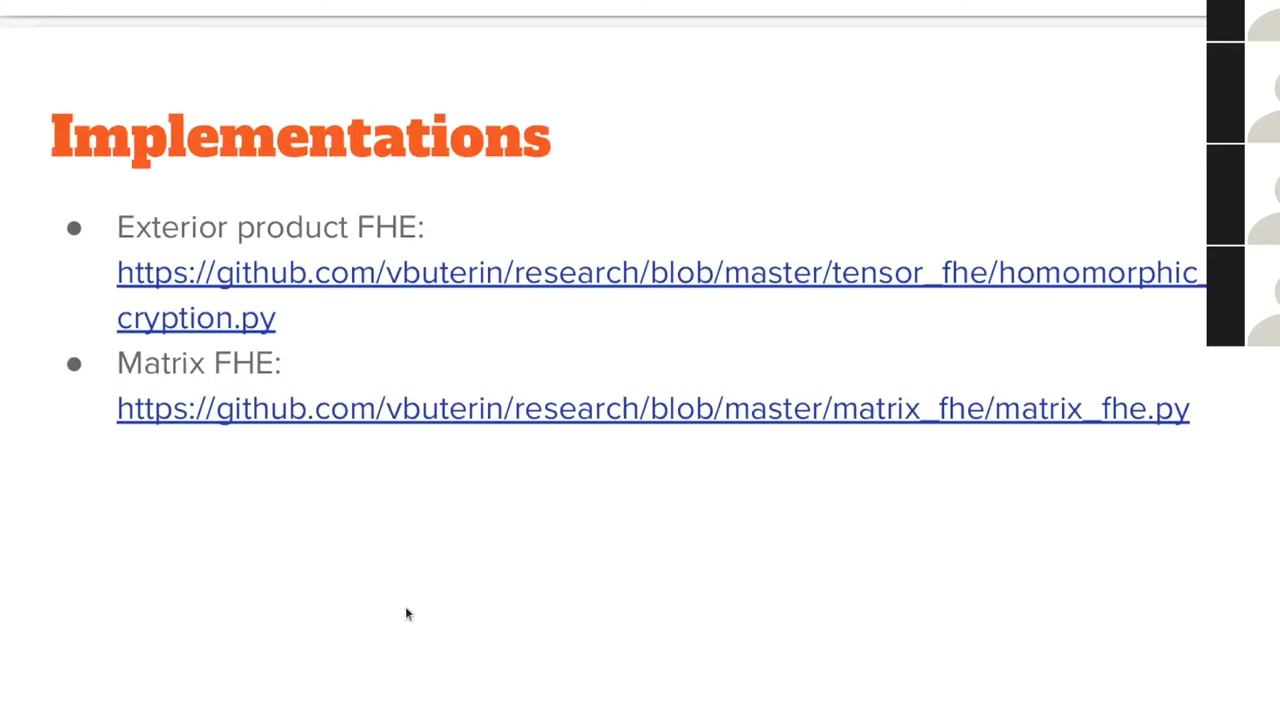 Implementations
● Exterior product FHE:
https://github.com/vbuterin/research/blob/master/tensor_fhe/homomorphic_
cryption.py
● Matrix FHE:
https://github.com/vbuterin/research/blob/master/matrix_fhe/matrix_fhe.py